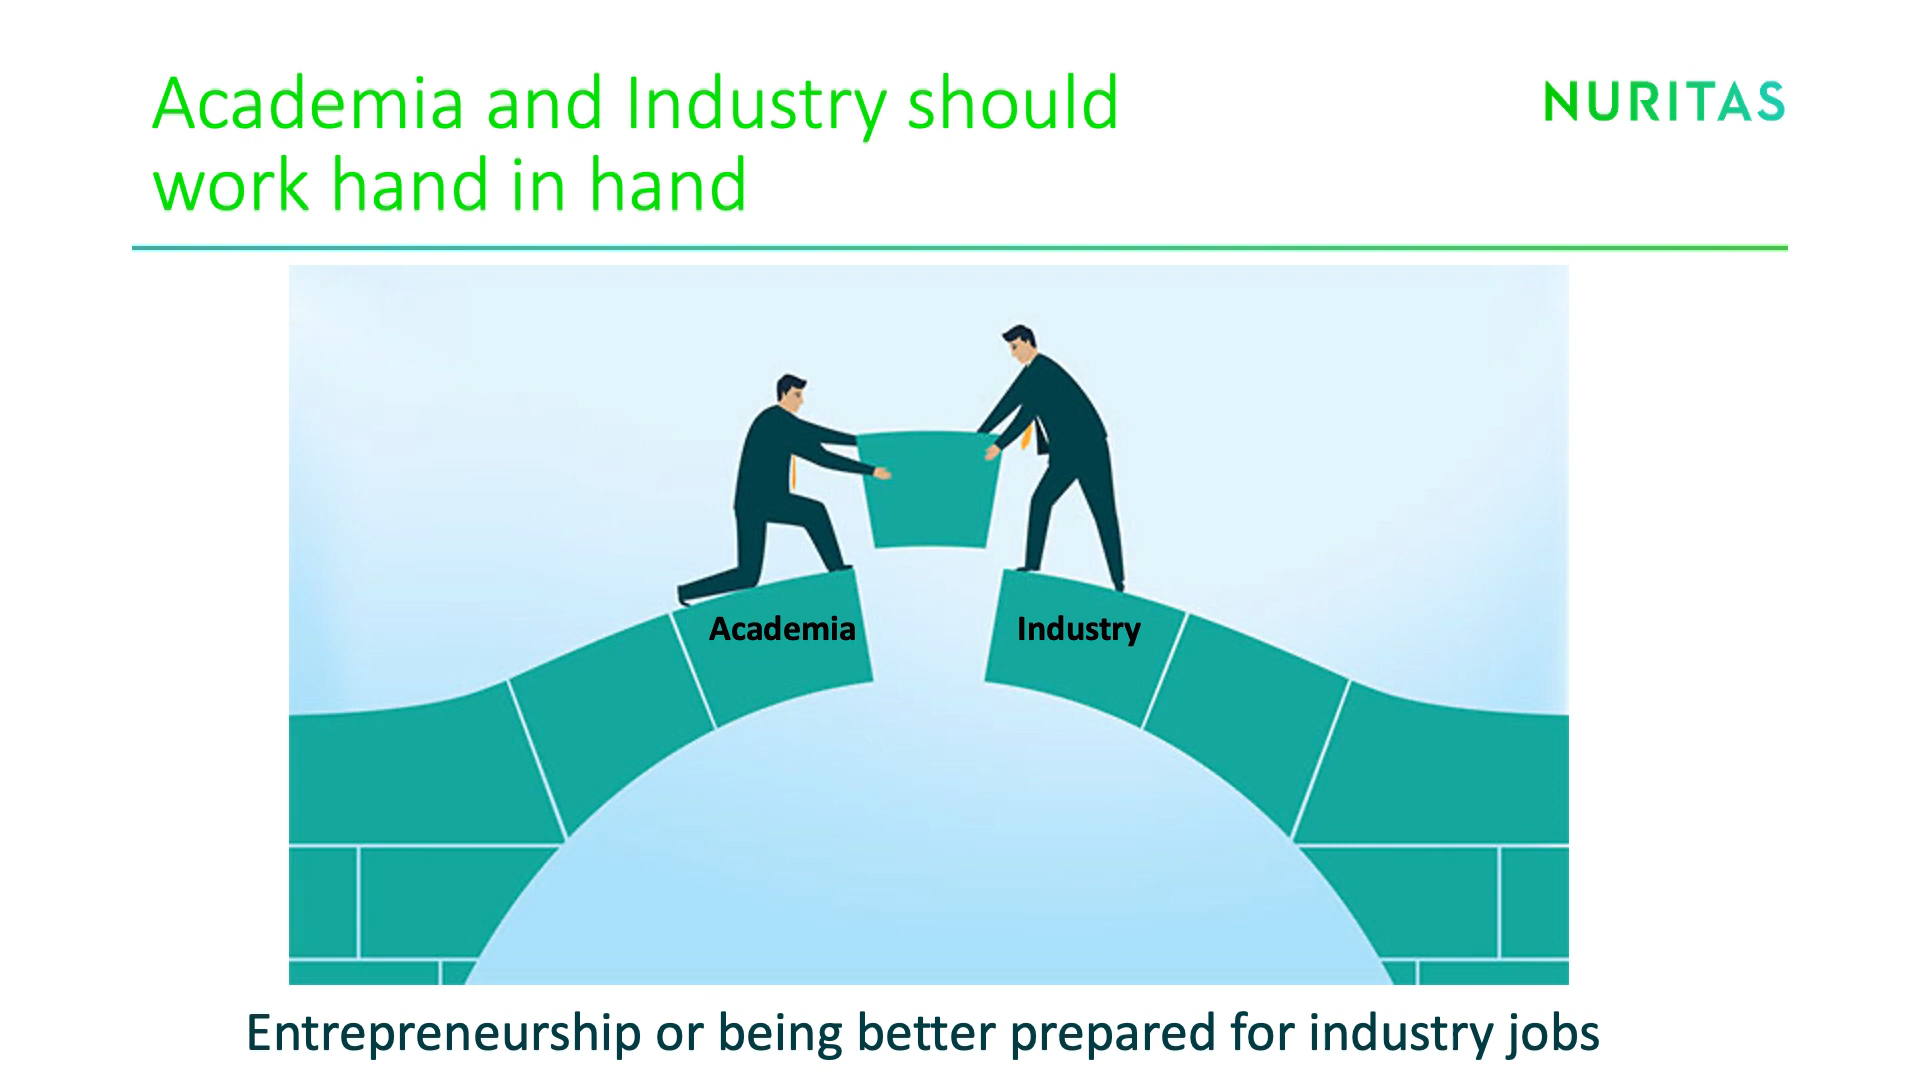 Academia and Industry should
work hand in hand
NURITAS
Academia
Industry
Entrepreneurship or being better prepared for industry jobs